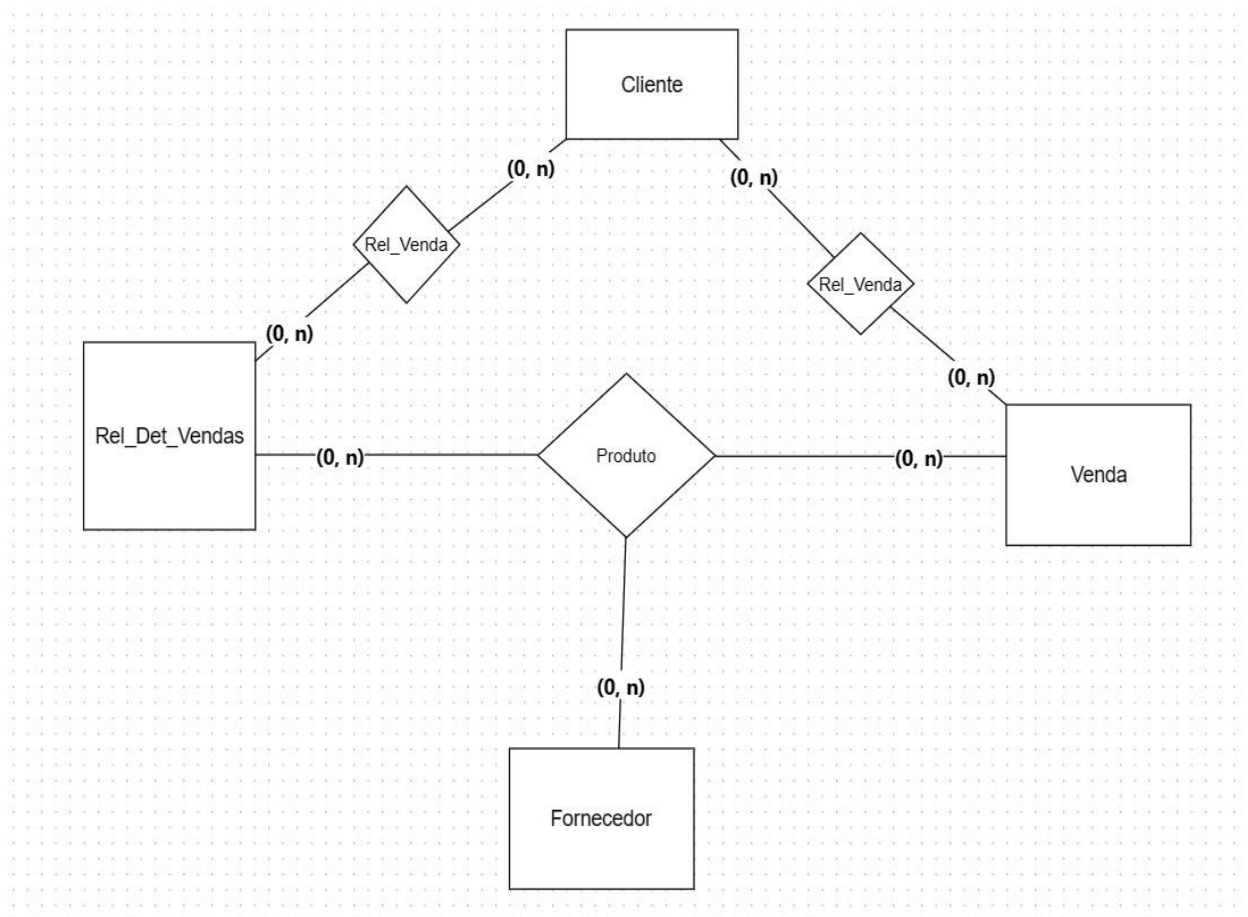 Cliente
(0, n)
(0, n)
Rel_Venda
Rel_Venda
(0, n)
(0, n)
Rel_Det_Vendas
(0, n)
Produto
(0, n)
Venda
(0, n)
Fornecedor